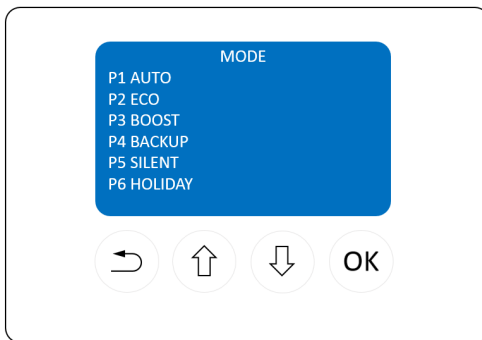 MODE
P1 AUTO
P2 ECO
P3 BOOST
P4 BACKUP
P5 SILENT
P6 HOLIDAY
OK